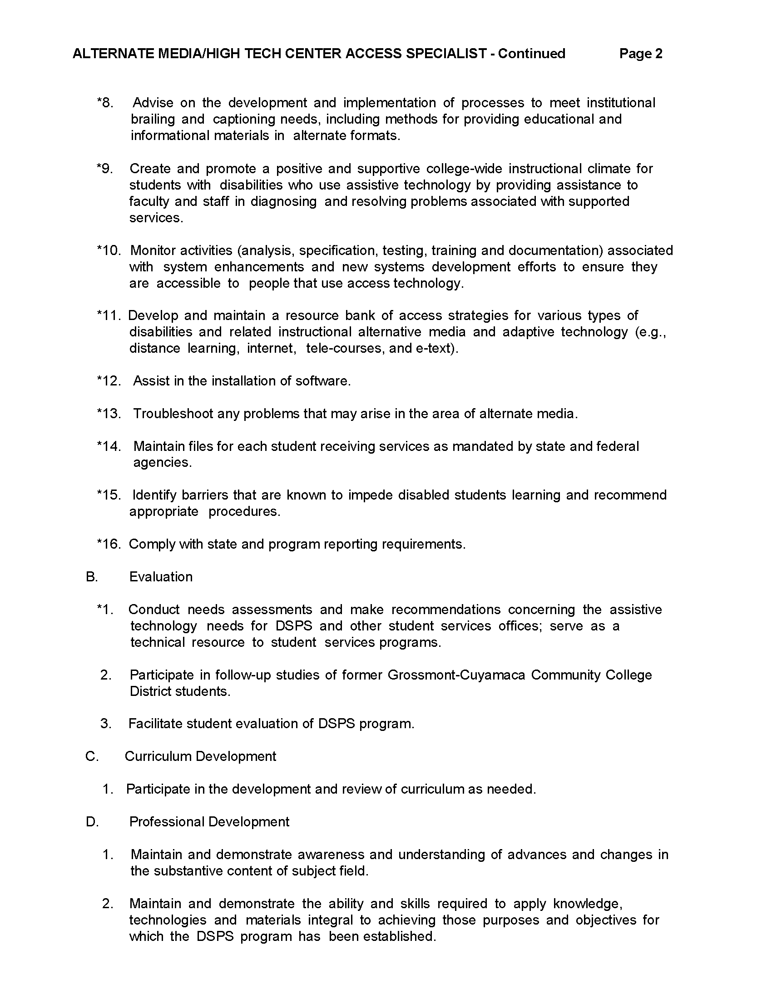 ALTERNATE MEDIA/HIGH TECH CENTER ACCESS SPECIALIST - Continued Page 2
*8. Advise on the development and implementation of processes to meet institutional
brailing and captioning needs, including methods for providing educational and
informational materials in alternate formats.
*9. Create and promote a positive and supportive college-wide instructional climate for
students with disabilities who use assistive technology by providing assistance to
faculty and staff in diagnosing and resolving problems associated with supported
services.
*10. Monitor activities (analysis, specification, testing, training and documentation) associated
with system enhancements and new systems development efforts to ensure they
are accessible to people that use access technology.
*11. Develop and maintain a resource bank of access strategies for various types of
disabilities and related instructional alternative media and adaptive technology (e.g.,
distance learning, internet, tele-courses, and e-text).
*12. Assist in the installation of software.
*13. Troubleshoot any problems that may arise in the area of alternate media.
*14. Maintain files for each student receiving services as mandated by state and federal
agencies.
*15. Identify barriers that are known to impede disabled students learning and recommend
appropriate procedures.
*16. Comply with state and program reporting requirements.
B. Evaluation
*1. Conduct needs assessments and make recommendations concerning the assistive
technology needs for DSPS and other student services offices; serve as a
technical resource to student services programs.
2. Participate in follow-up studies of former Grossmont-Cuyamaca Community College
District students.
3. Facilitate student evaluation of DSPS program.
C. Curriculum Development
1. Participate in the development and review of curriculum as needed.
D. Professional Development
1. Maintain and demonstrate awareness and understanding of advances and changes in
the substantive content of subject field.
2. Maintain and demonstrate the ability and skills required to apply knowledge,
technologies and materials integral to achieving those purposes and objectives for
which the DSPS program has been established.